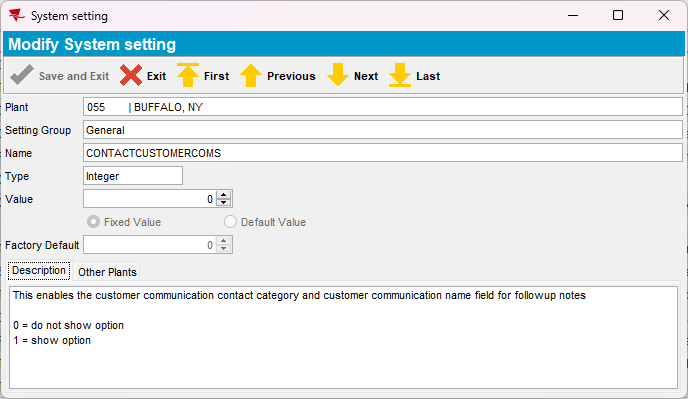 System setting
Modify System setting
Save and Exit Exit First Previous Next Last
Plant 055 | BUFFALO, NY
Setting Group General
Name CONTACTCUSTOMERCOMS
Type Integer
Value 0
Fixed Value Default Value
Factory Default 0
Description Other Plants
This enables the customer communication contact category and customer communication name field for followup notes
0 = do not show option
1 = show option